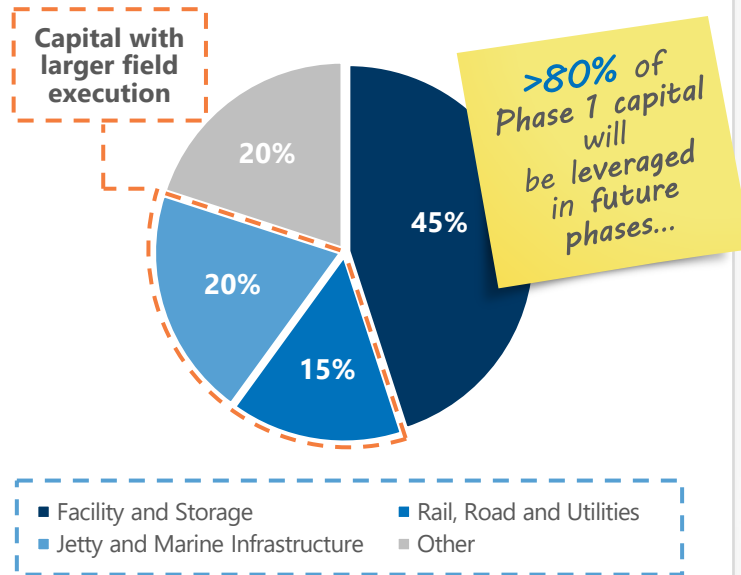 Capital with
larger field
execution
>80% of
Phase 1 capital
will
be leveraged
in future
phases...
20%
45%
20%
15%
Facility and Storage
Rail, Road and Utilities
Jetty and Marine Infrastructure
Other